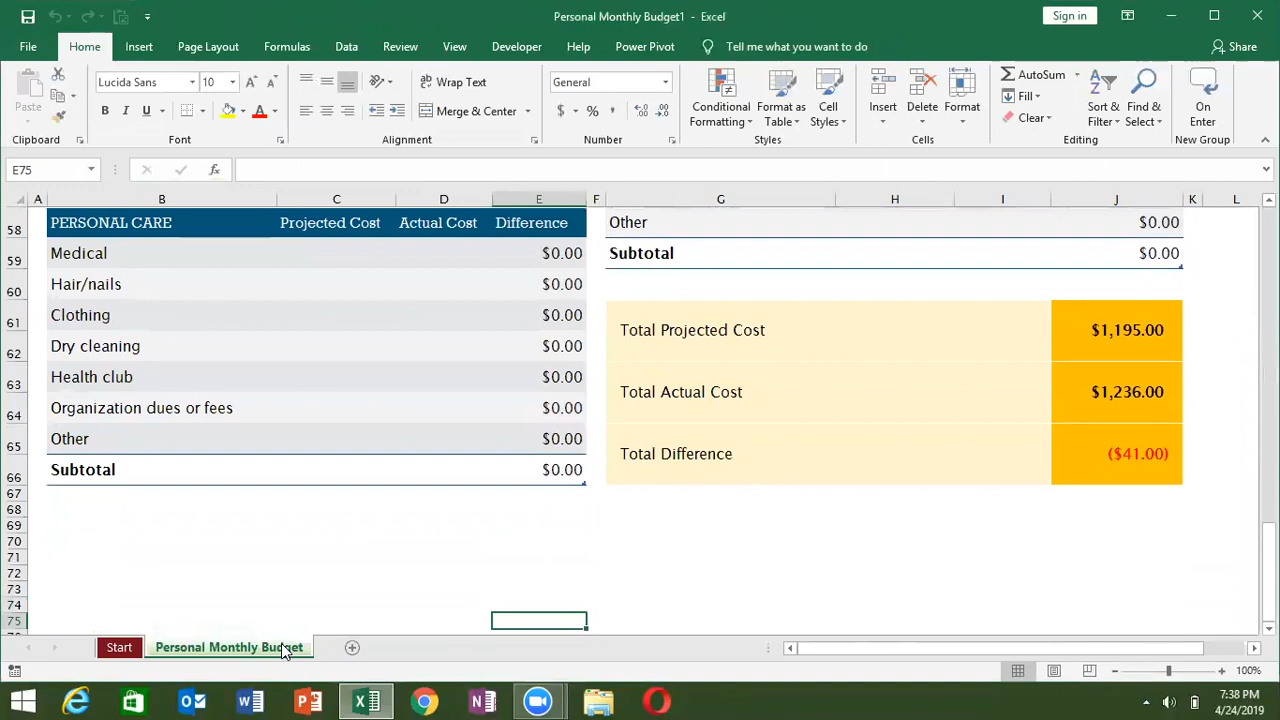 Personal Monthly Budget1 - Excel
Sign in
File Home Insert Page Layout Formulas Data Review View Developer Help Power Pivot Tell me what you want to do Share
Paste
Clipboard
Lucida Sans 10
B I U A
Font
Wrap Text
Merge & Center
Alignment
General
$ % ,
Number
Conditional Formatting
Format as Table
Cell Styles
Styles
Insert
Delete
Format
Cells
AutoSum
Fill
Clear
Sort & Filter
Find & Select
Editing
On Enter
New Group
E75 fx
A B C D E F G H I J K L
58 PERSONAL CARE Projected Cost Actual Cost Difference Other $0.00
59 Medical $0.00 Subtotal $0.00
60 Hair/nails $0.00
61 Clothing $0.00 Total Projected Cost $1,195.00
62 Dry cleaning $0.00
63 Health club $0.00 Total Actual Cost $1,236.00
64 Organization dues or fees $0.00
65 Other $0.00 Total Difference ($41.00)
66 Subtotal $0.00
67
68
69
70
71
72
73
74
75
Start Personal Monthly Budget
100%
7:38 PM
4/24/2019